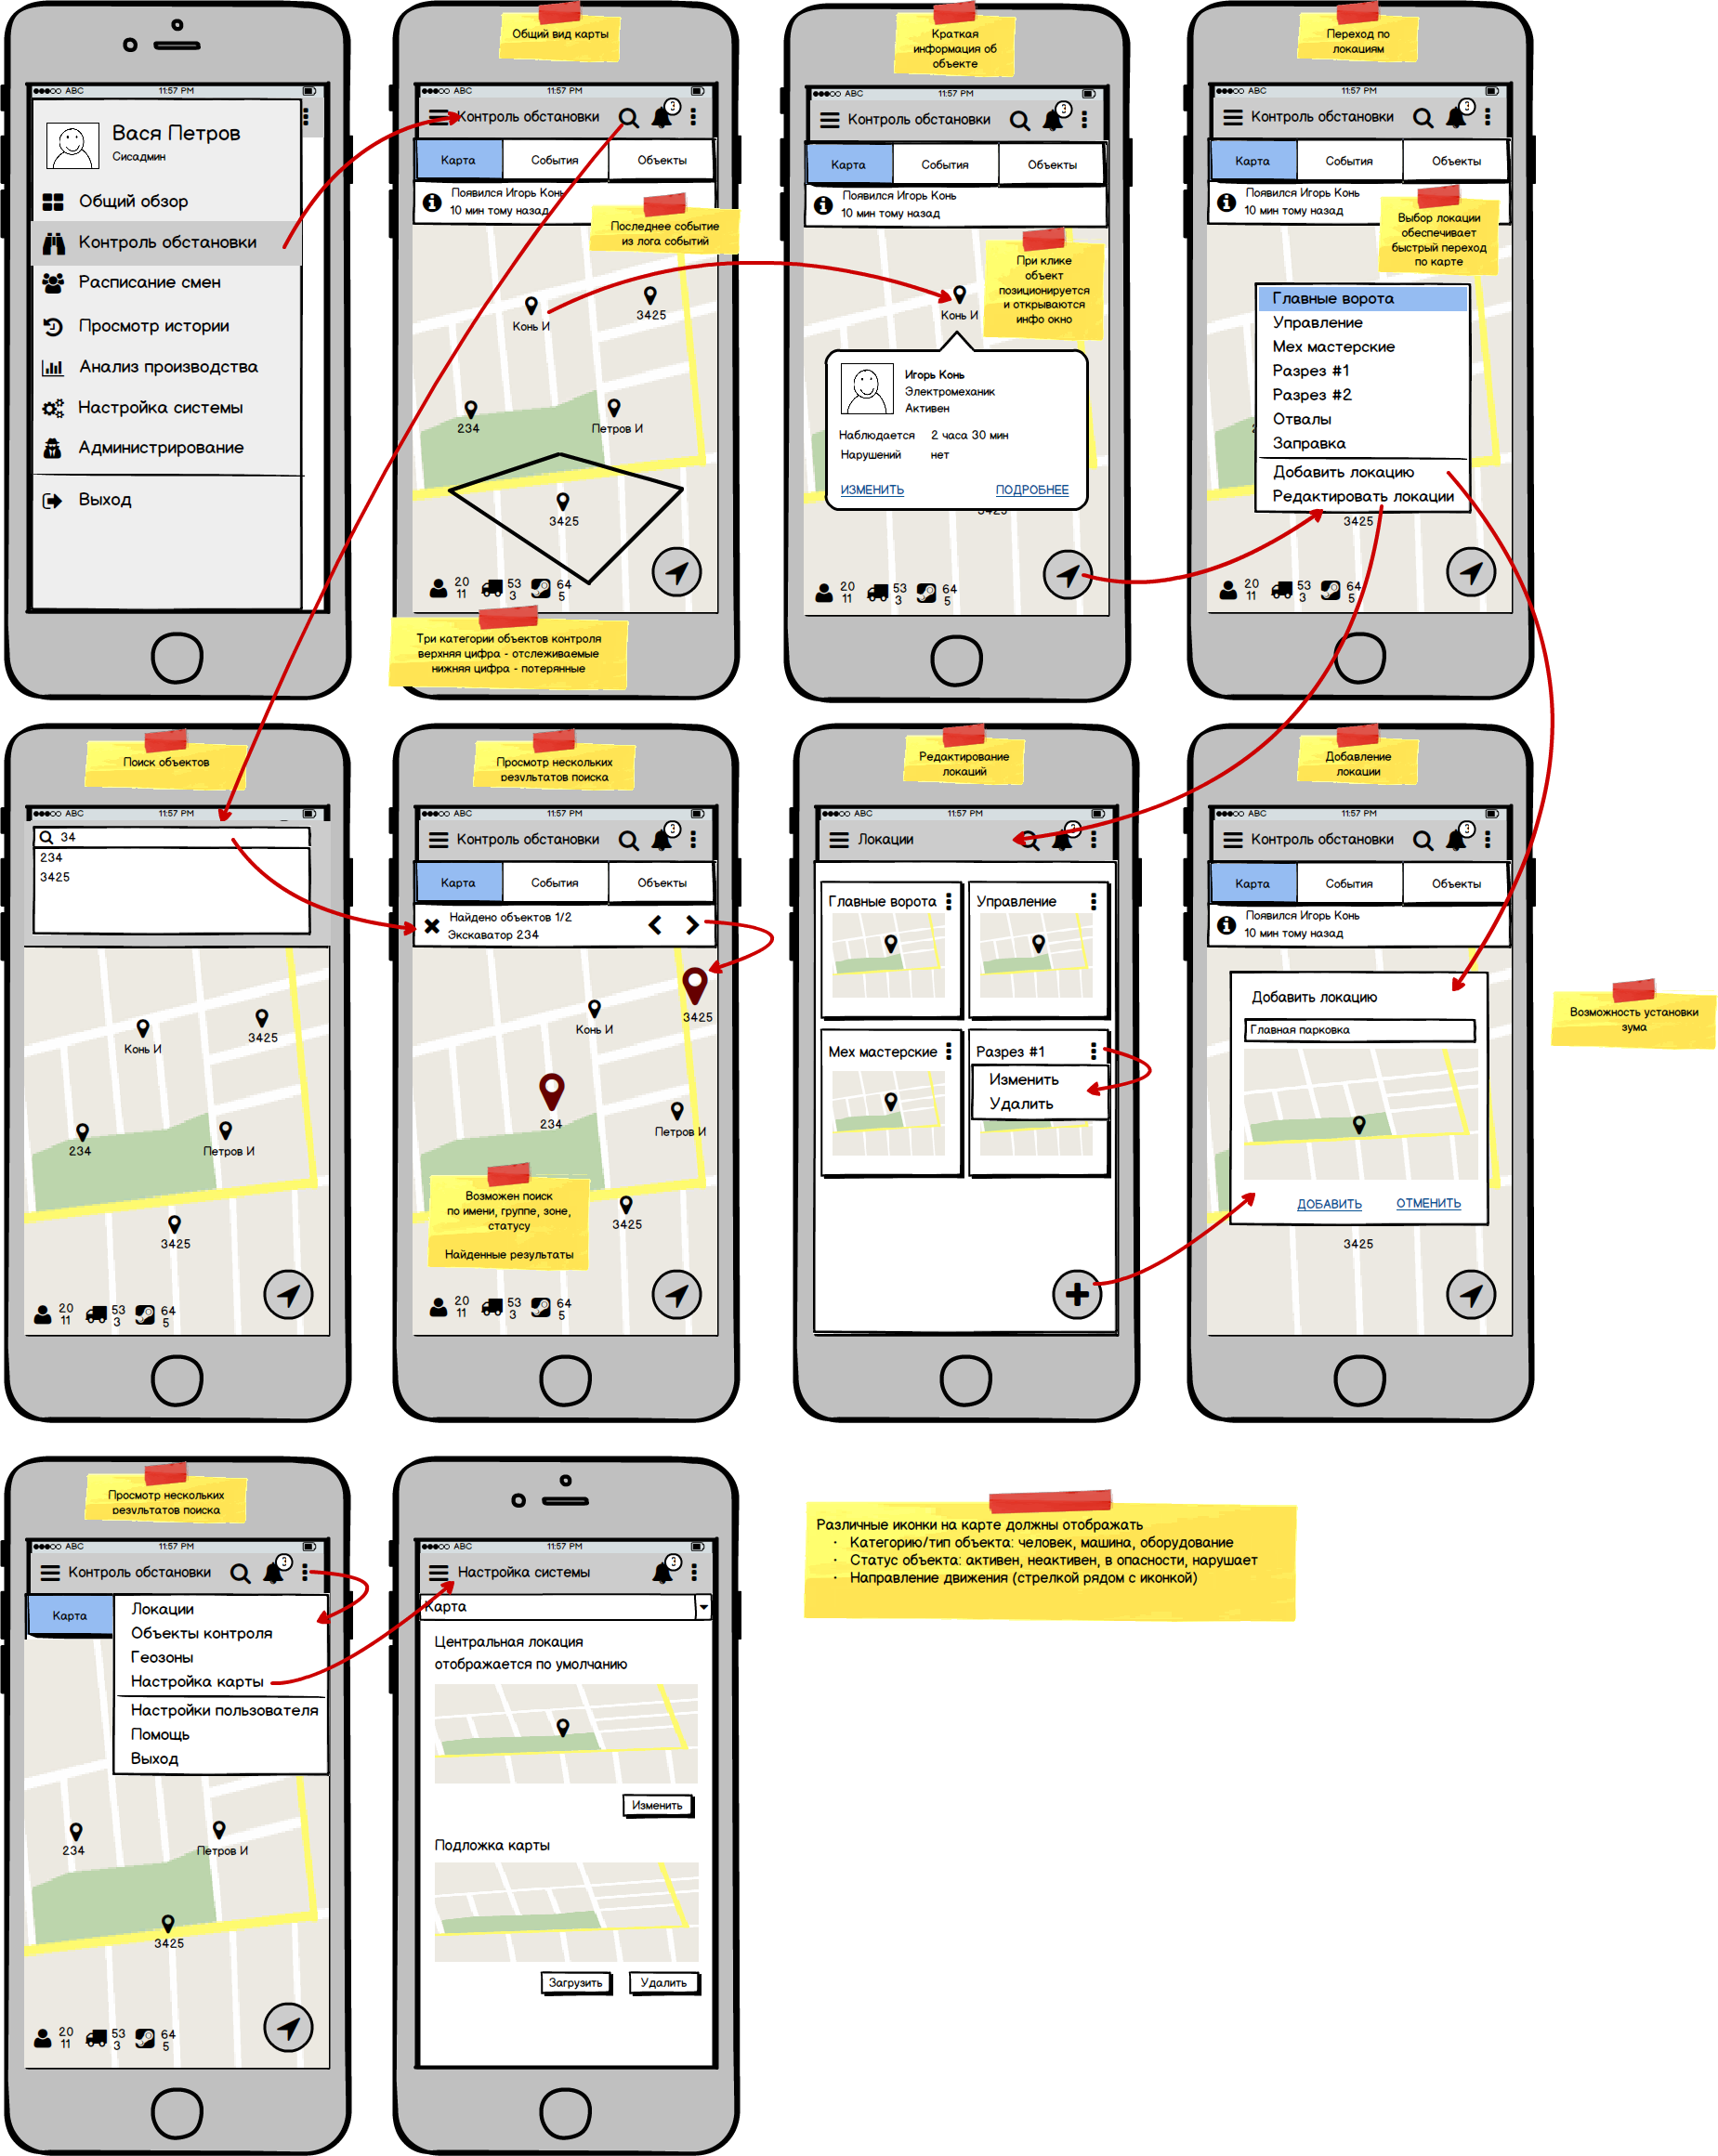 ABC 11:57 PM
Вася Петров
Сисадмин
Общий обзор
Контроль обстановки
Расписание смен
Просмотр истории
Анализ производства
Настройка системы
Администрирование
Выход
Общий вид карты
ABC 11:57 PM
Контроль обстановки 3
Карта События Объекты
Появился Игорь Конь
10 мин тому назад
Последнее событие
из лога событий
Конь И
3425
234
Петров И
3425
20 53 64
11 3 5
Три категории объектов контроля
верхняя цифра - отслеживаемые
нижняя цифра - потерянные
Краткая
информация об
объекте
ABC 11:57 PM
Контроль обстановки 3
Карта События Объекты
Появился Игорь Конь
10 мин тому назад
При клике
объект
позиционируется
и открываются
инфо окно
Конь И
Игорь Конь
Электромеханик
Активен
Наблюдается 2 часа 30 мин
Нарушений нет
ИЗМЕНИТЬ ПОДРОБНЕЕ
3425
20 53 64
11 3 5
Переход по
локациям
ABC 11:57 PM
Контроль обстановки 3
Карта События Объекты
Появился Игорь Конь
10 мин тому назад
Выбор локации
обеспечивает
быстрый переход
по карте
Главные ворота
Управление
Мех мастерские
Разрез #1
Разрез #2
Отвалы
Заправка
Добавить локацию
Редактировать локации
3425
20 53 64
11 3 5
Поиск объектов
ABC 11:57 PM
34
234
3425
Конь И
3425
234
Петров И
3425
20 53 64
11 3 5
Просмотр нескольких
результатов поиска
ABC 11:57 PM
Контроль обстановки 3
Карта События Объекты
Найдено объектов 1/2
Экскаватор 234
Конь И
3425
234
Петров И
Возможен поиск
по имени, группе, зоне,
статусу
Найденные результаты
3425
20 53 64
11 3 5
Редактирование
локаций
ABC 11:57 PM
Локации 3
Главные ворота
Управление
Мех мастерские
Разрез #1
Изменить
Удалить
Добавление
локации
ABC 11:57 PM
Контроль обстановки 3
Карта События Объекты
Появился Игорь Конь
10 мин тому назад
Добавить локацию
Главная парковка
ДОБАВИТЬ ОТМЕНИТЬ
3425
Возможность установки
зума
Просмотр нескольких
результатов поиска
ABC 11:57 PM
Контроль обстановки 3
Карта
Локации
Объекты контроля
Геозоны
Настройка карты
Настройки пользователя
Помощь
Выход
234
Петров И
3425
20 53 64
11 3 5
ABC 11:57 PM
Настройка системы 3
Карта
Центральная локация
отображается по умолчанию
Изменить
Подложка карты
Загрузить Удалить
Различные иконки на карте должны отображать
· Категорию/тип объекта: человек, машина, оборудование
· Статус объекта: активен, неактивен, в опасности, нарушает
· Направление движения (стрелкой рядом с иконкой)